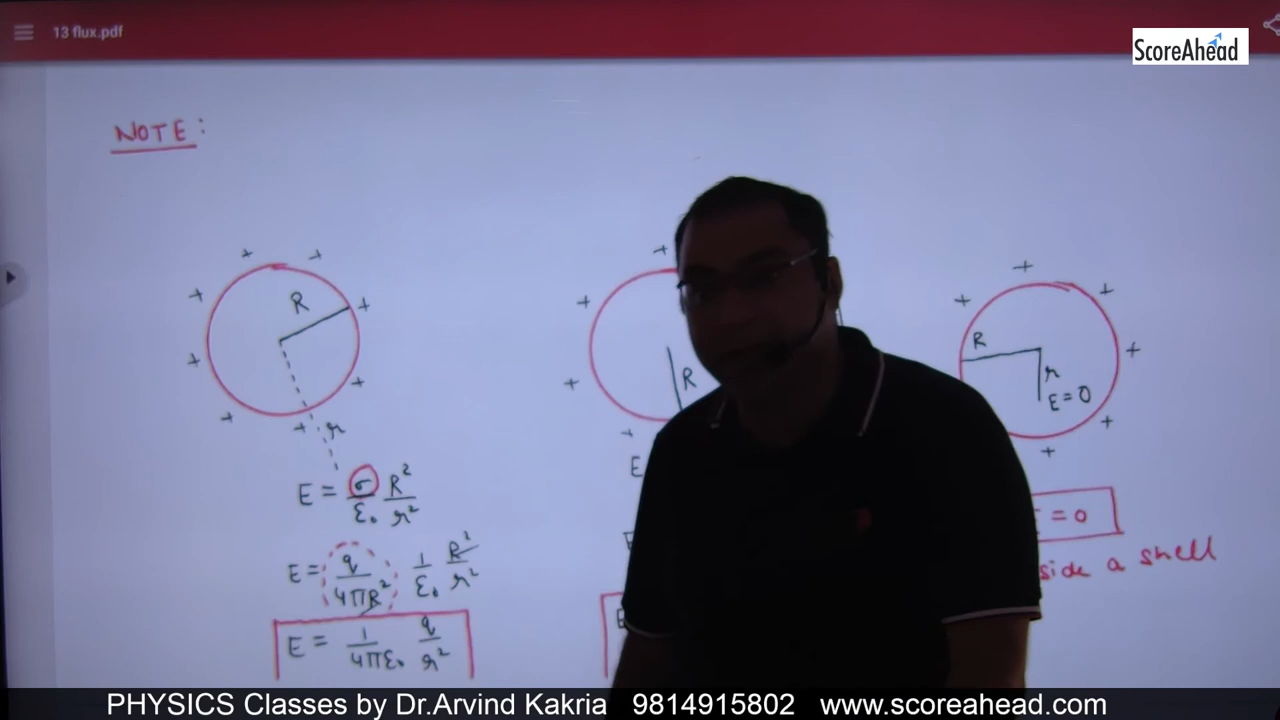 13 flux.pdf
ScoreAhead
NOTE:
R
r
E = σ/ε₀ R²/r²
E = q/4πR² 1/ε₀ R²/r²
E = 1/4πε₀ q/r²
R
E
E
R
r
E = 0
= 0
side a shell
PHYSICS Classes by Dr.Arvind Kakria 9814915802 www.scoreahead.com